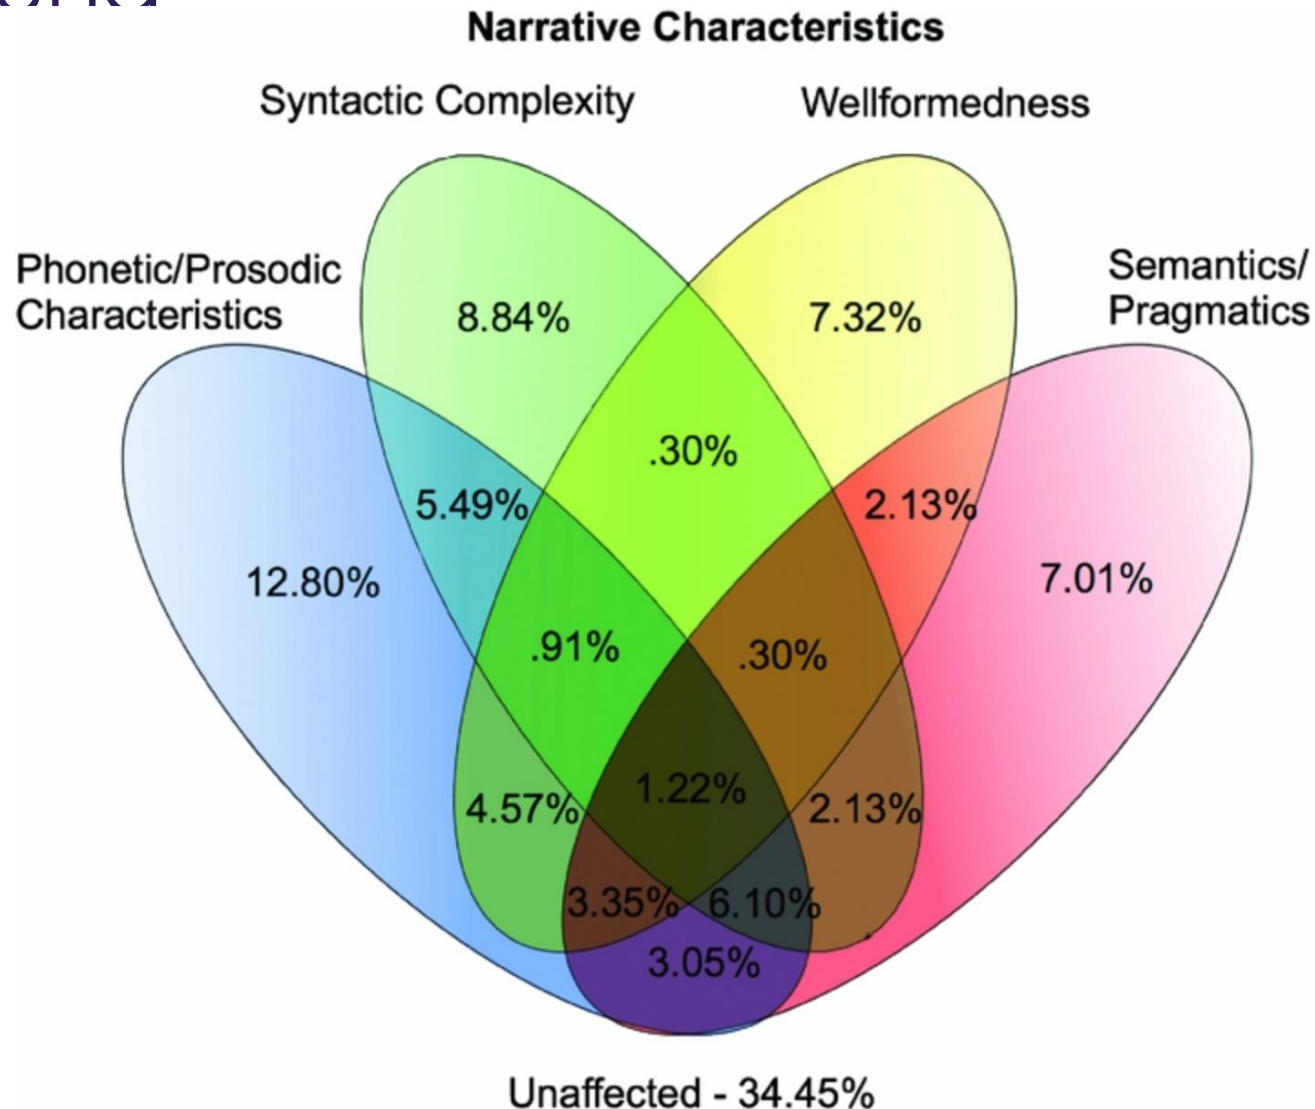 Narrative Characteristics
Syntactic Complexity
Wellformedness
Phonetic/Prosodic
Characteristics
Semantics/
Pragmatics
8.84%
7.32%
.30%
5.49%
2.13%
12.80%
7.01%
.91%
.30%
1.22%
4.57%
2.13%
3.35%
6.10%
3.05%
Unaffected - 34.45%